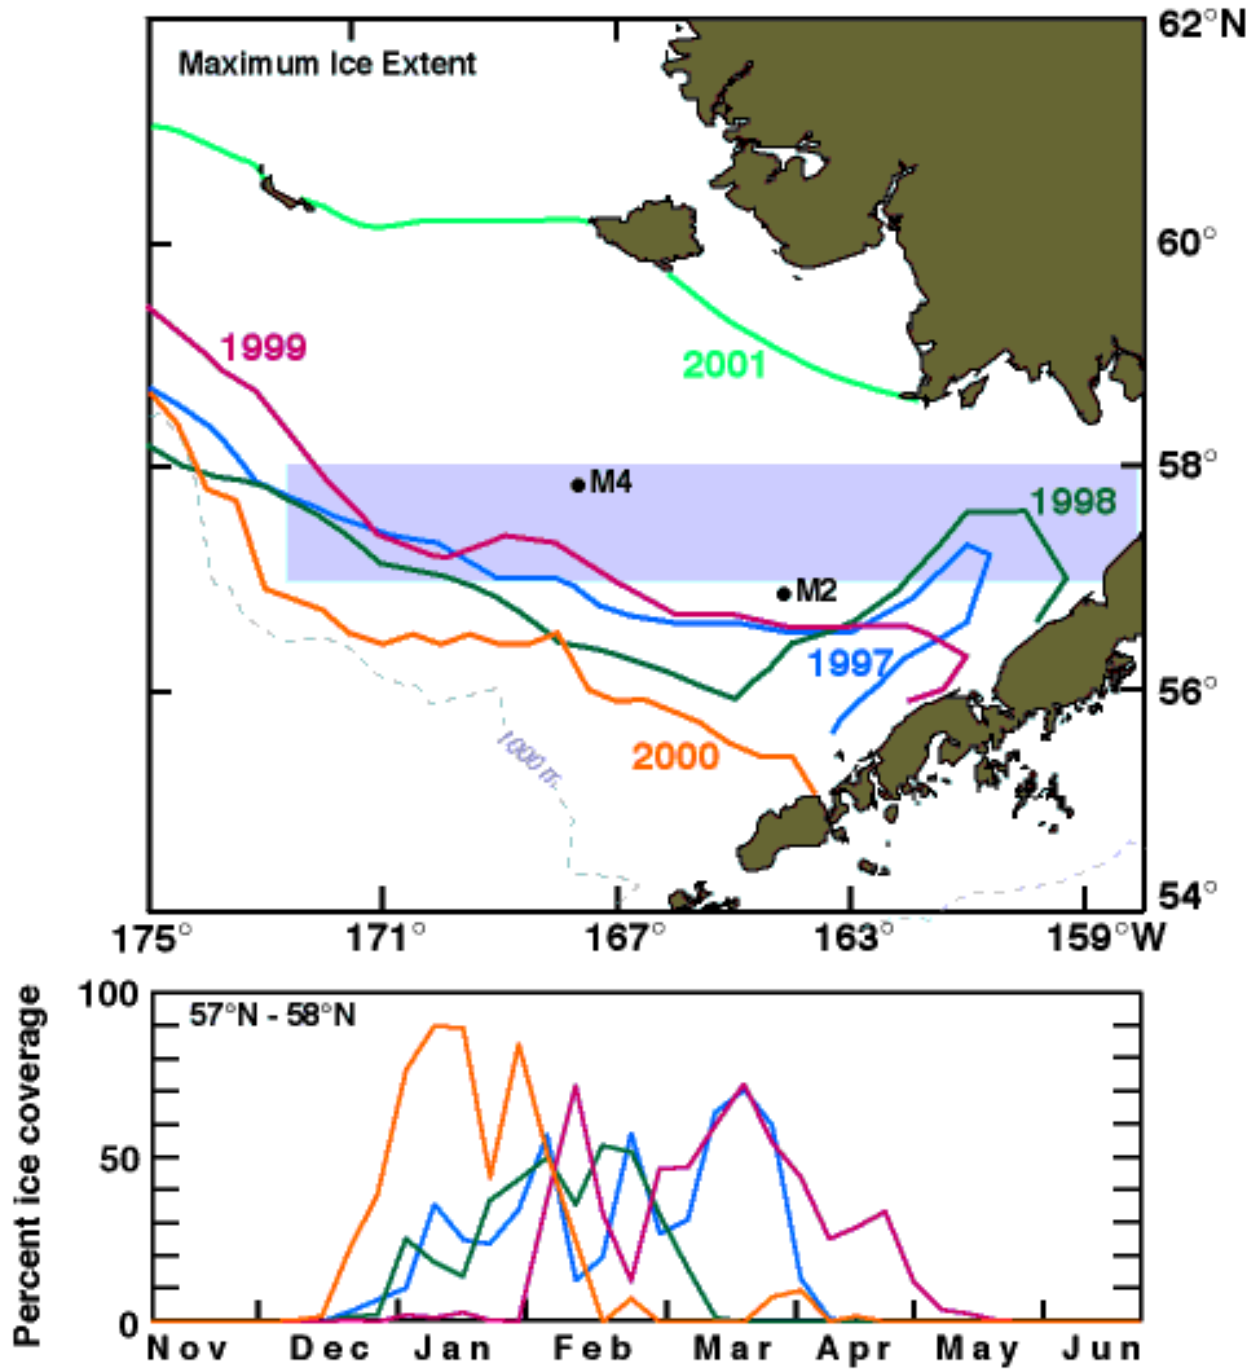 62°N
Maximum Ice Extent
60°
1999
2001
58°
M4
1998
M2
1997
56°
2000
1000 m.
54°
175° 171° 167° 163° 159°W
Percent ice coverage
100
57°N - 58°N
50
0
Nov Dec Jan Feb Mar Apr May Jun